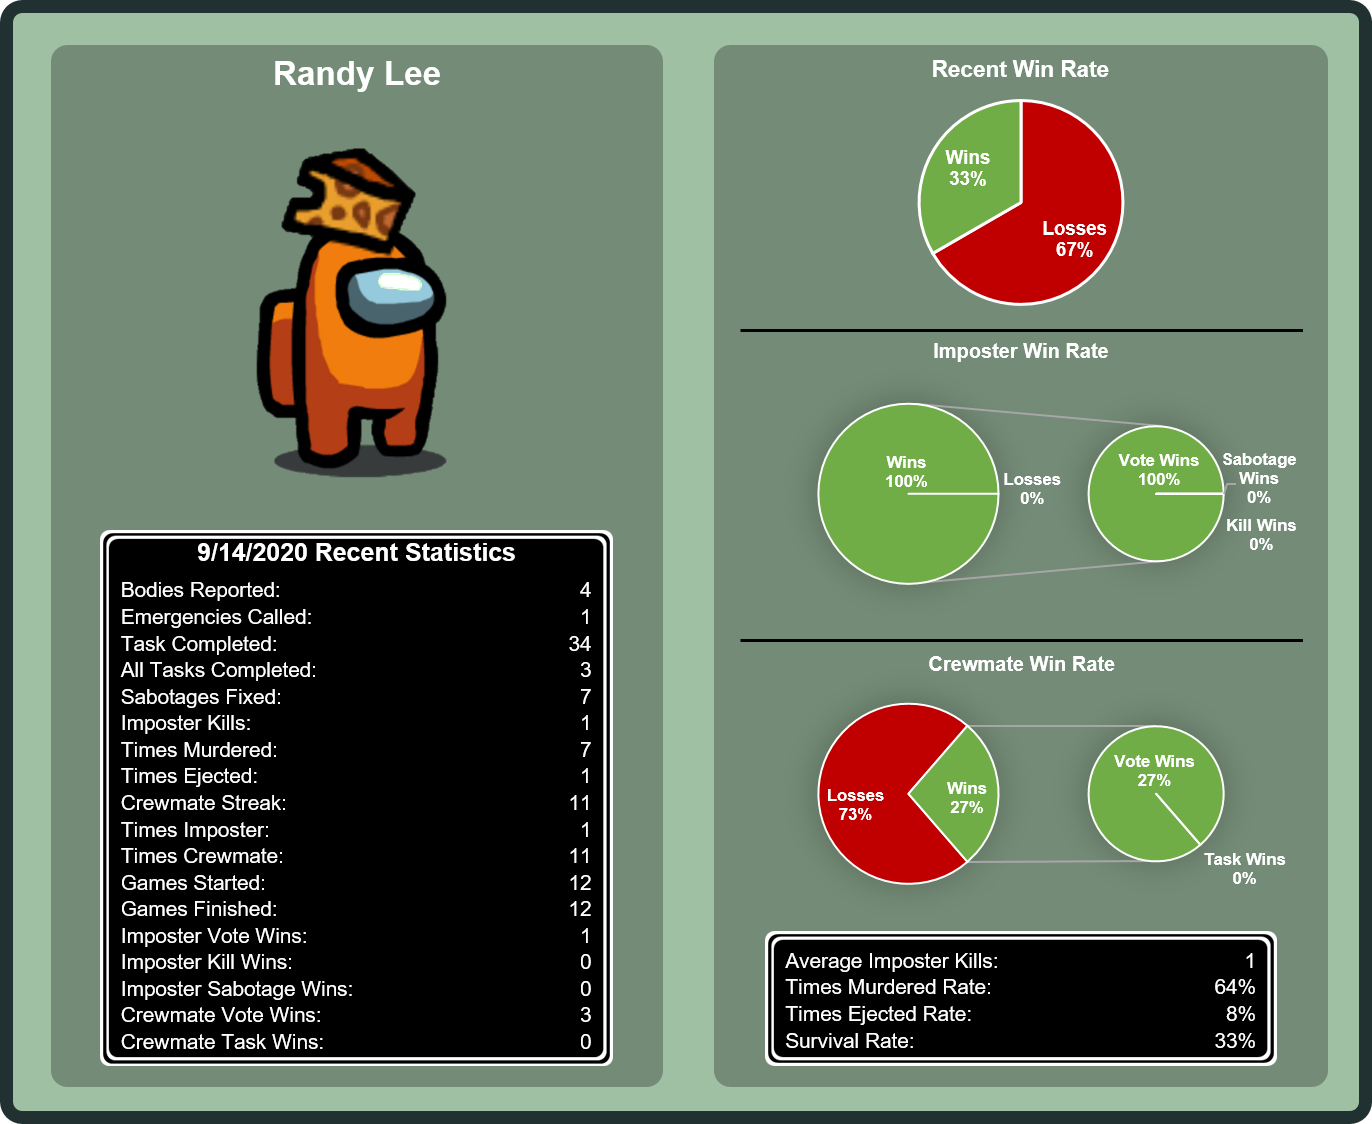 Randy Lee
9/14/2020 Recent Statistics
Bodies Reported: 4
Emergencies Called: 1
Task Completed: 34
All Tasks Completed: 3
Sabotages Fixed: 7
Imposter Kills: 1
Times Murdered: 7
Times Ejected: 1
Crewmate Streak: 11
Times Imposter: 1
Times Crewmate: 11
Games Started: 12
Games Finished: 12
Imposter Vote Wins: 1
Imposter Kill Wins: 0
Imposter Sabotage Wins: 0
Crewmate Vote Wins: 3
Crewmate Task Wins: 0
Recent Win Rate
Wins
33%
Losses
67%
Imposter Win Rate
Wins
100%
Losses
0%
Vote Wins
100%
Sabotage
Wins
0%
Kill Wins
0%
Crewmate Win Rate
Losses
73%
Wins
27%
Vote Wins
27%
Task Wins
0%
Average Imposter Kills: 1
Times Murdered Rate: 64%
Times Ejected Rate: 8%
Survival Rate: 33%